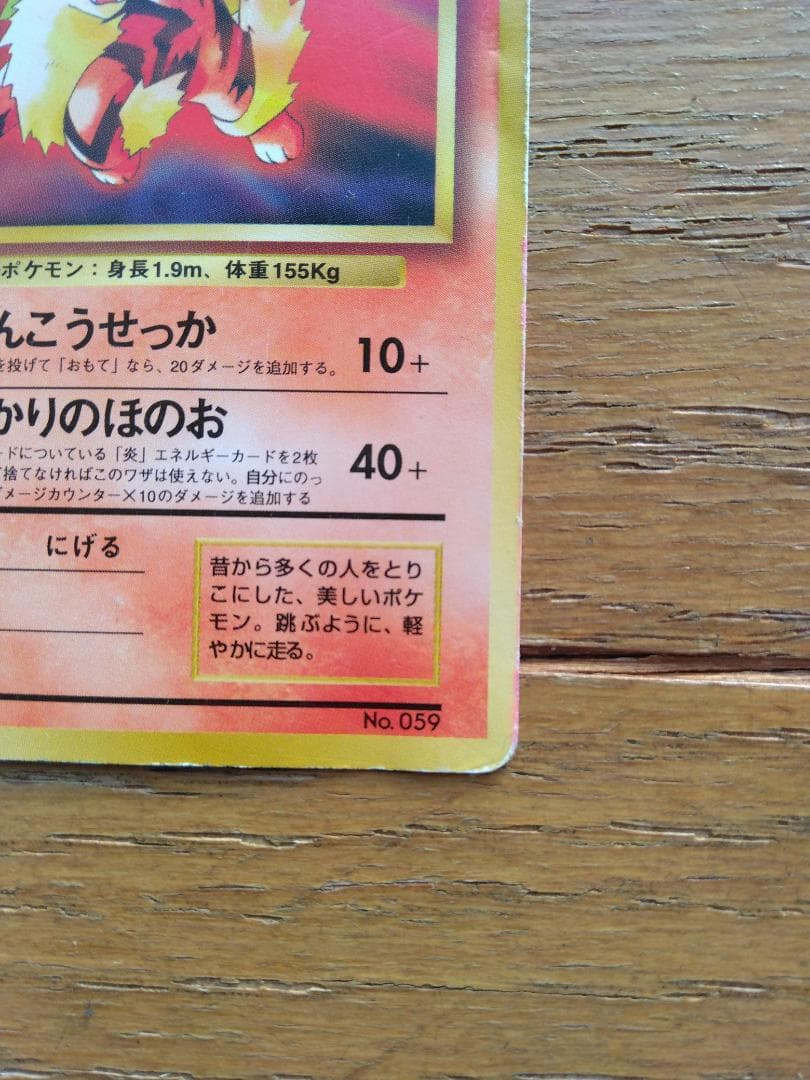 ポケモン：身長1.9m、体重155Kg
んこうせっか 10+
を投げて「おもて」なら、20ダメージを追加する。
かりのほのお
ードについている「炎」エネルギーカードを2枚
捨てなければこのワザは使えない。自分にのっ 40+
ダメージカウンター×10のダメージを追加する
にげる
昔から多くの人をとり
こにした、美しいポケ
モン。跳ぶように、軽
やかに走る。
No. 059